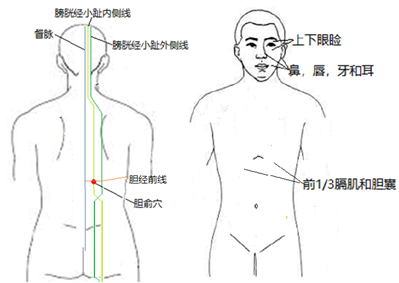 膀胱经小趾内侧线
督脉
膀胱经小趾外侧线
胆经前线
胆俞穴
上下眼睑
鼻，唇，牙和耳
前1/3膈肌和胆囊